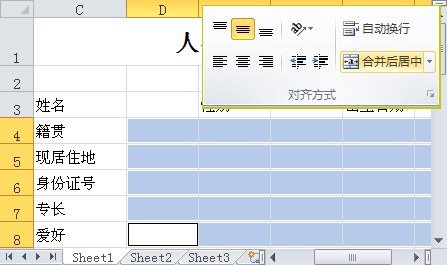 C D
自动换行
合并后居中
对齐方式
1 人
2
3 姓名
4 籍贯
5 现居住地
6 身份证号
7 专长
8 爱好
Sheet1 Sheet2 Sheet3